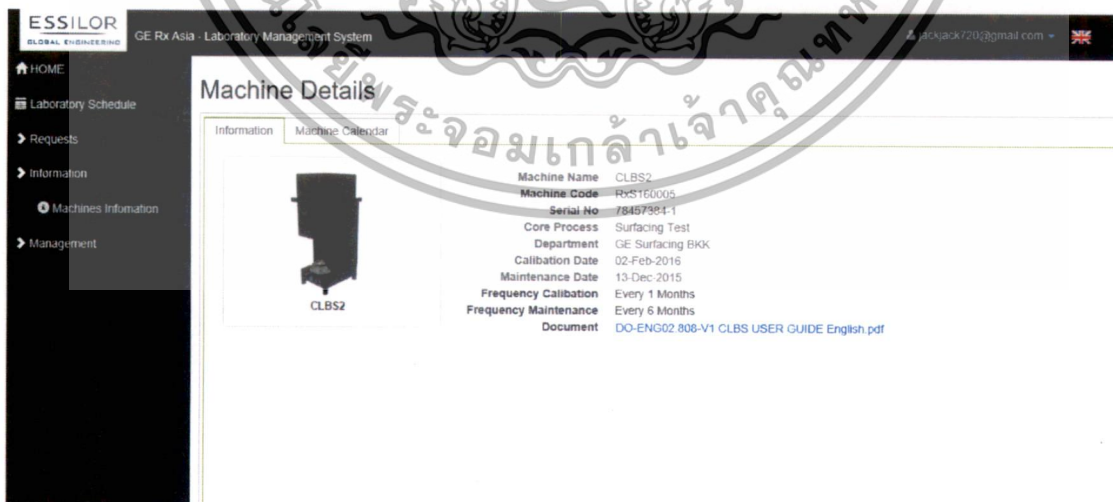 ESSILOR
GLOBAL ENGINEERING
GE Rx Asia - Laboratory Management System
jackjack720@gmail.com
HOME
Laboratory Schedule
Requests
Information
Machines Infomation
Management
Machine Details
Information Machine Calendar
CLBS2
Machine Name CLBS2
Machine Code RxS160005
Serial No 78457384-1
Core Process Surfacing Test
Department GE Surfacing BKK
Calibation Date 02-Feb-2016
Maintenance Date 13-Dec-2015
Frequency Calibation Every 1 Months
Frequency Maintenance Every 6 Months
Document DO-ENG02.808-V1 CLBS USER GUIDE English.pdf
พระจอมเกล้าเจ้าคุณทห